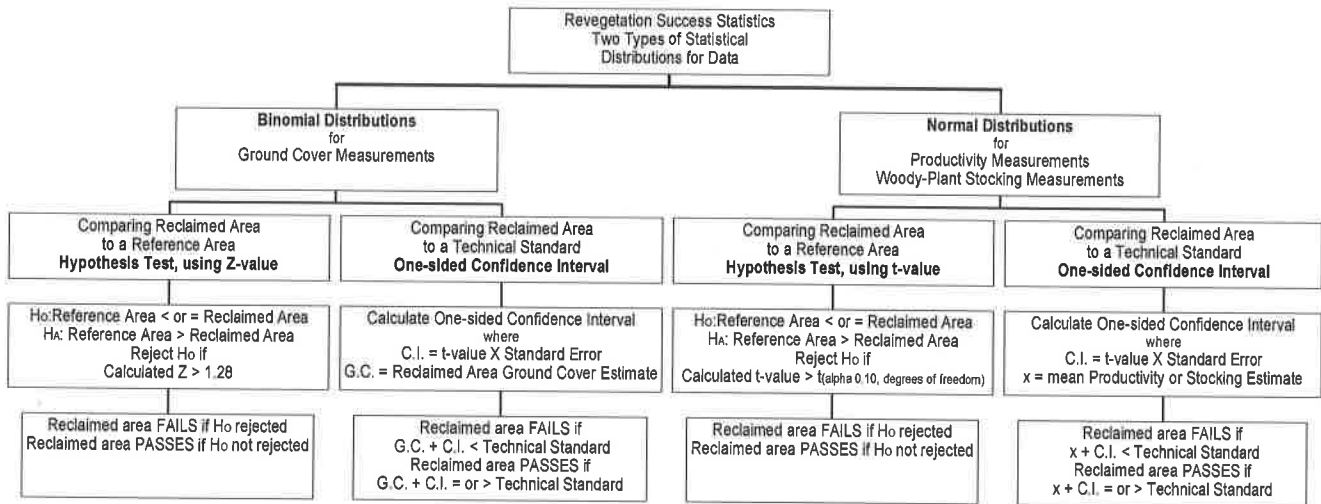 Revegetation Success Statistics
Two Types of Statistical
Distributions for Data
Binomial Distributions
for
Ground Cover Measurements
Normal Distributions
for
Productivity Measurements
Woody-Plant Stocking Measurements
Comparing Reclaimed Area
to a Reference Area
Hypothesis Test, using Z-value
Comparing Reclaimed Area
to a Technical Standard
One-sided Confidence Interval
Comparing Reclaimed Area
to a Reference Area
Hypothesis Test, using t-value
Comparing Reclaimed Area
to a Technical Standard
One-sided Confidence Interval
Ho:Reference Area < or = Reclaimed Area
HA: Reference Area > Reclaimed Area
Reject Ho if
Calculated Z > 1.28
Calculate One-sided Confidence Interval
where
C.I. = t-value X Standard Error
G.C. = Reclaimed Area Ground Cover Estimate
Ho:Reference Area < or = Reclaimed Area
HA: Reference Area > Reclaimed Area
Reject Ho if
Calculated t-value > t(alpha 0.10, degrees of freedom)
Calculate One-sided Confidence Interval
where
C.I. = t-value X Standard Error
x = mean Productivity or Stocking Estimate
Reclaimed area FAILS if Ho rejected
Reclaimed area PASSES if Ho not rejected
Reclaimed area FAILS if
G.C. + C.I. < Technical Standard
Reclaimed area PASSES if
G.C. + C.I. = or > Technical Standard
Reclaimed area FAILS if Ho rejected
Reclaimed area PASSES if Ho not rejected
Reclaimed area FAILS if
x + C.I. < Technical Standard
Reclaimed area PASSES if
x + C.I. = or > Technical Standard